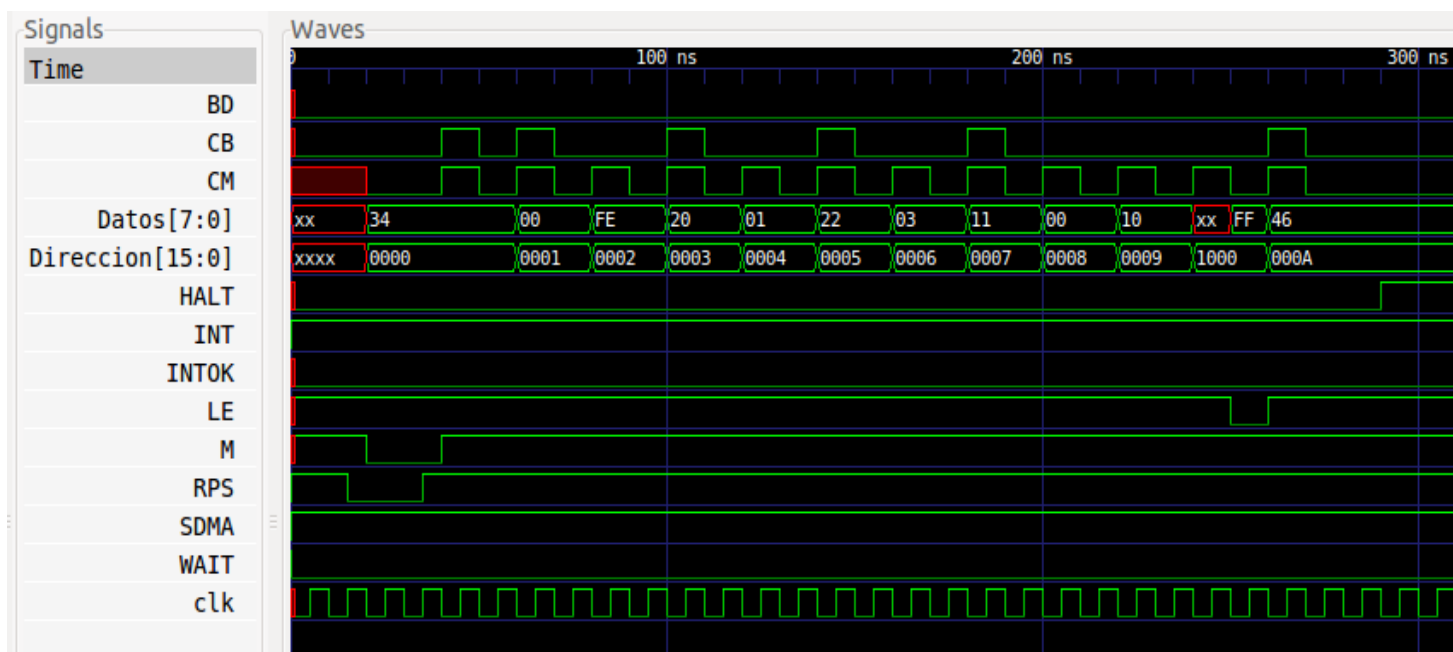 Signals Waves
Time 0 100 ns 200 ns 300 ns
BD
CB
CM
Datos[7:0] xx 34 00 FE 20 01 22 03 11 00 10 xx FF 46
Direccion[15:0] xxxx 0000 0001 0002 0003 0004 0005 0006 0007 0008 0009 1000 000A
HALT
INT
INTOK
LE
M
RPS
SDMA
WAIT
clk